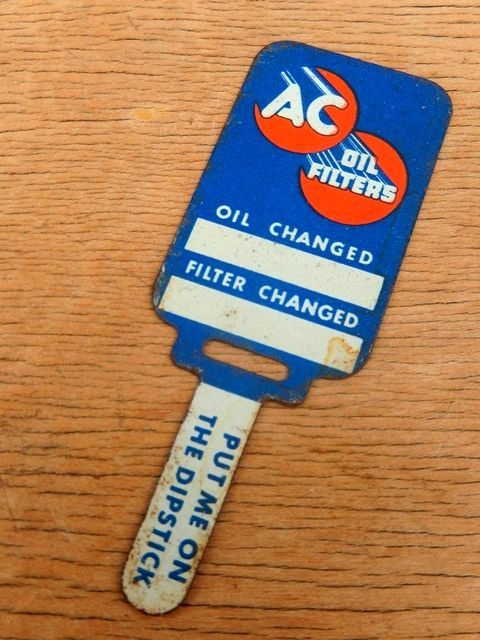 AC
OIL
FILTERS
OIL CHANGED
FILTER CHANGED
PUT ME ON
THE DIPSTICK